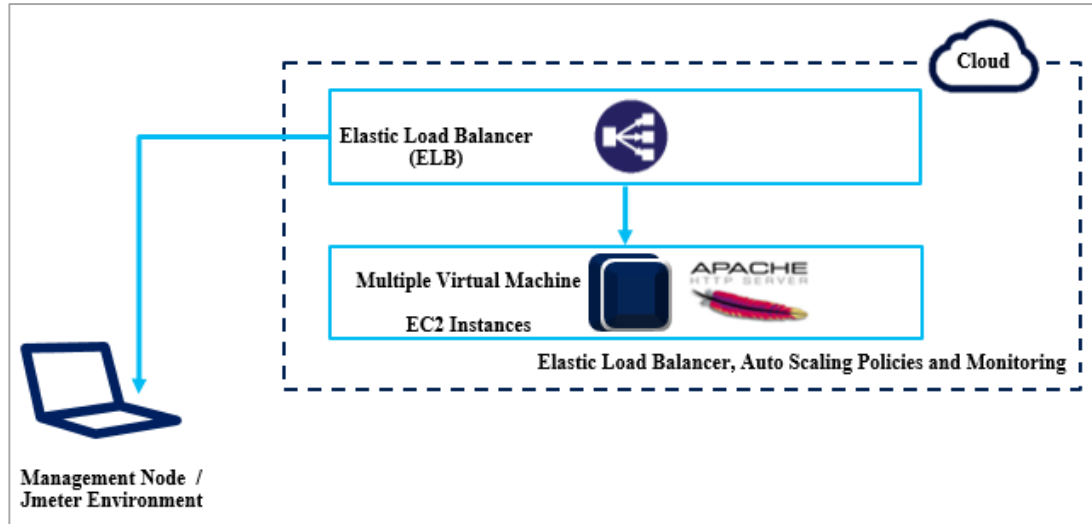 Cloud
Elastic Load Balancer
(ELB)
Multiple Virtual Machine
EC2 Instances
APACHE
HTTP SERVER
Elastic Load Balancer, Auto Scaling Policies and Monitoring
Management Node /
Jmeter Environment